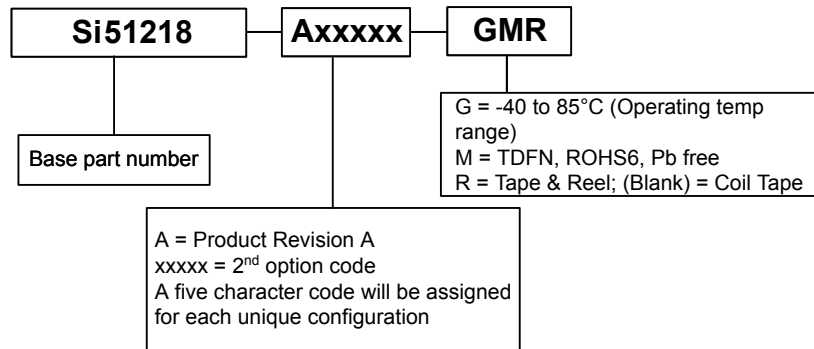 Si51218
Axxxxx
GMR
G = -40 to 85°C (Operating temp
range)
M = TDFN, ROHS6, Pb free
R = Tape & Reel; (Blank) = Coil Tape
Base part number
A = Product Revision A
xxxxx = 2nd option code
A five character code will be assigned
for each unique configuration